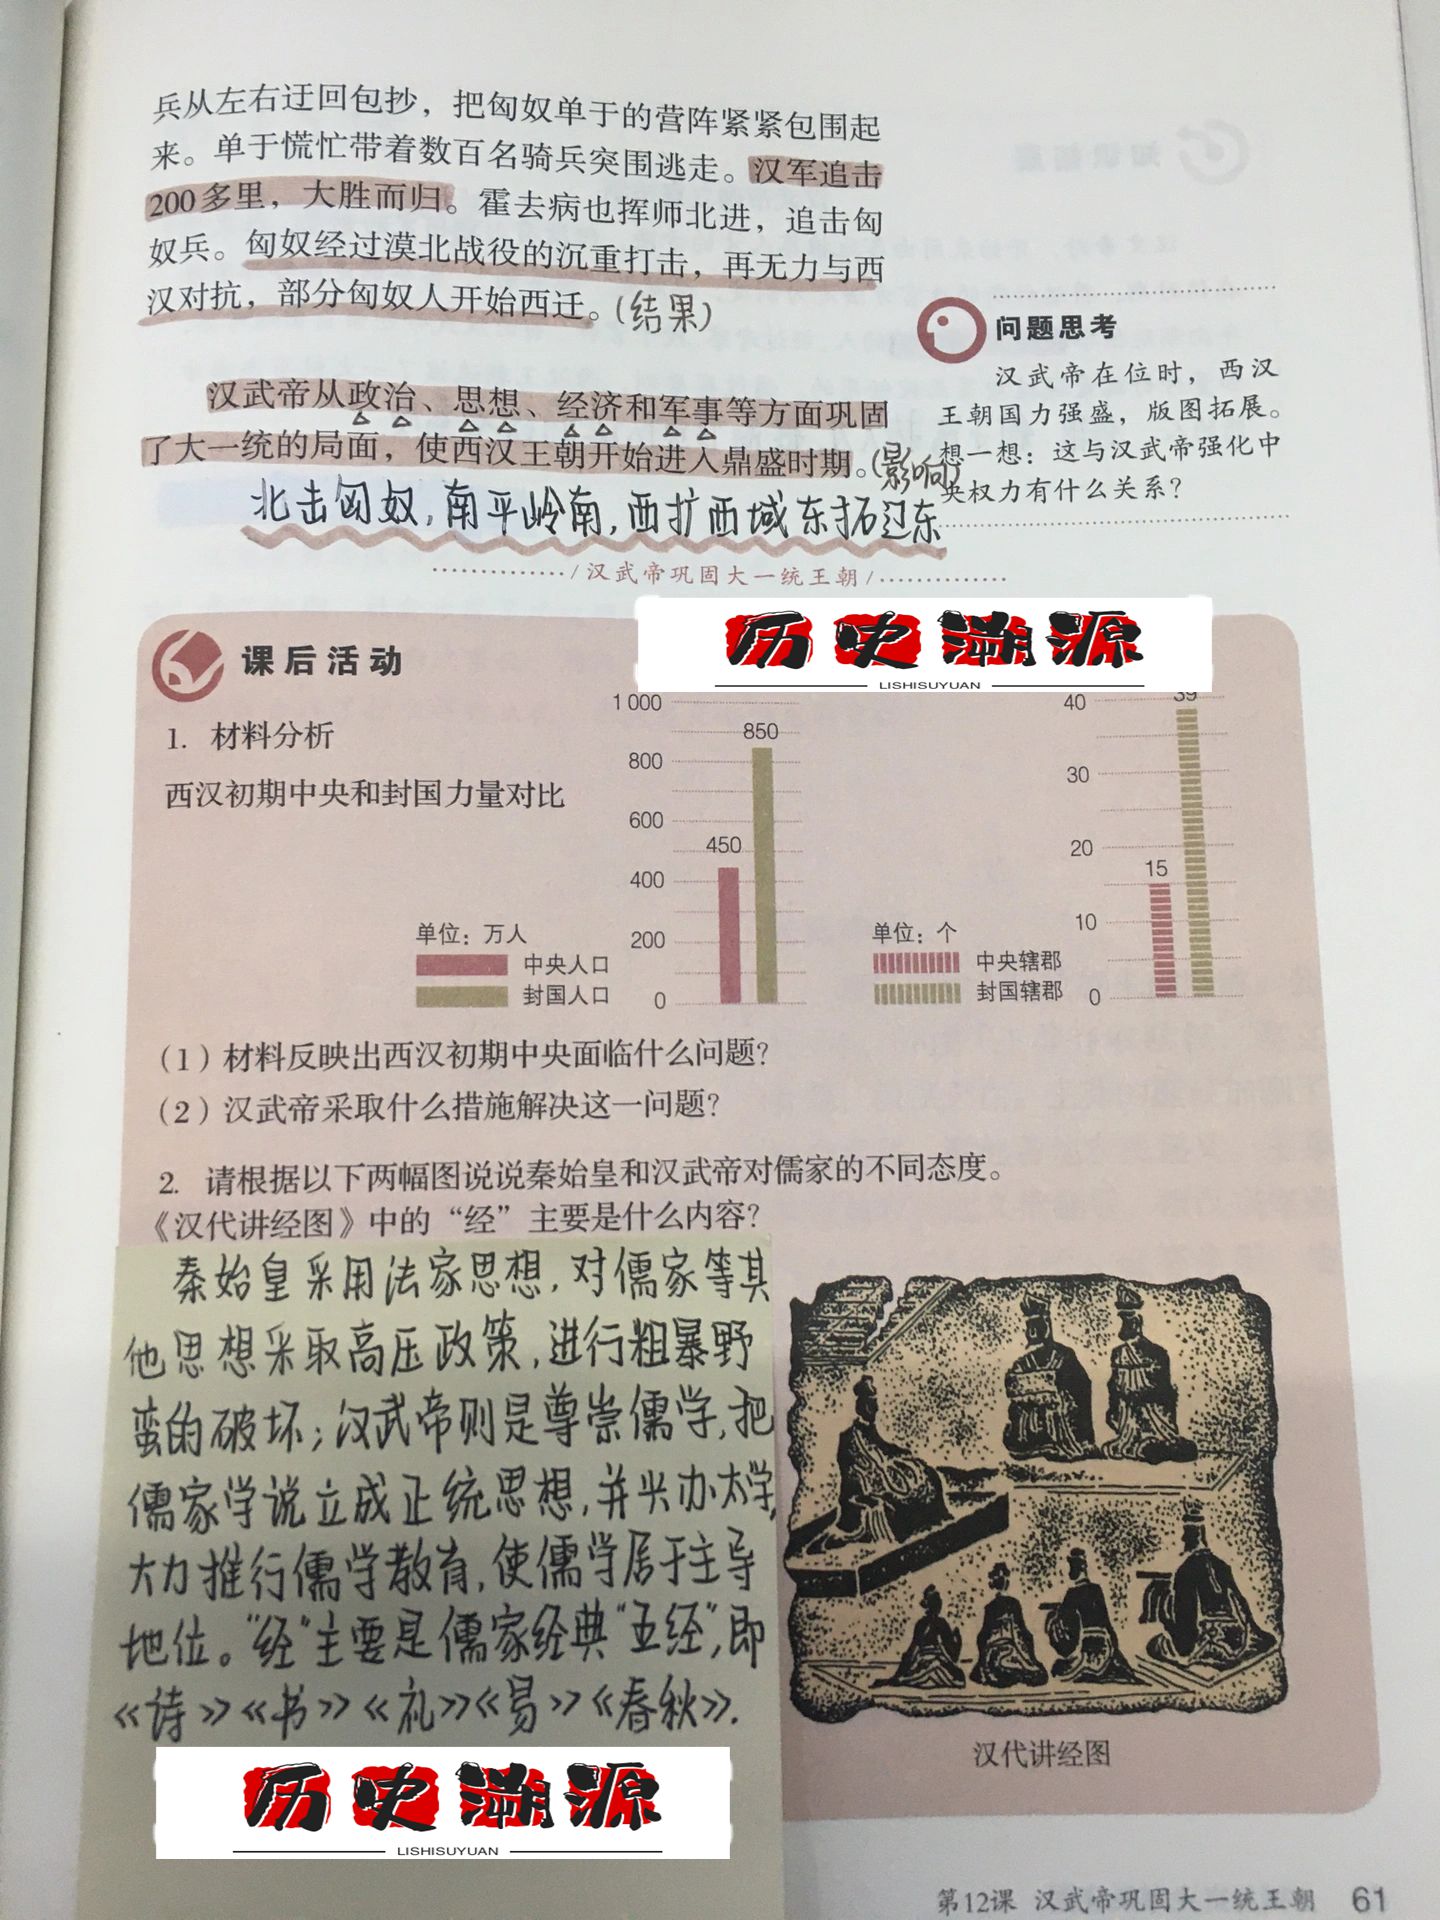 兵从左右迂回包抄，把匈奴单于的营阵紧紧包围起
来。单于慌忙带着数百名骑兵突围逃走。汉军追击
200多里，大胜而归。霍去病也挥师北进，追击匈
奴兵。匈奴经过漠北战役的沉重打击，再无力与西
汉对抗，部分匈奴人开始西迁。(结果)
汉武帝从政治、思想、经济和军事等方面巩固
了大一统的局面，使西汉王朝开始进入鼎盛时期。(影响)
北击匈奴，南平岭南，西扩西域东拓辽东
问题思考
汉武帝在位时，西汉
王朝国力强盛，版图拓展。
想一想：这与汉武帝强化中
央权力有什么关系？
/汉武帝巩固大一统王朝/
历史溯源
LISHISUYUAN
课后活动
1. 材料分析
西汉初期中央和封国力量对比
单位：万人
中央人口
封国人口
1 000
800
600
400
200
0
450
850
单位：个
中央辖郡
封国辖郡
40
30
20
10
0
15
39
（1）材料反映出西汉初期中央面临什么问题？
（2）汉武帝采取什么措施解决这一问题？
2. 请根据以下两幅图说说秦始皇和汉武帝对儒家的不同态度。
《汉代讲经图》中的“经”主要是什么内容？
秦始皇采用法家思想，对儒家等其
他思想采取高压政策，进行粗暴野
蛮的破坏；汉武帝则是尊崇儒学，把
儒家学说立成正统思想，并兴办太学，
大力推行儒学教育，使儒学居于主导
地位。“经”主要是儒家经典“五经”，即
《诗》《书》《礼》《易》《春秋》.
历史溯源
LISHISUYUAN
汉代讲经图
第12课 汉武帝巩固大一统王朝 61